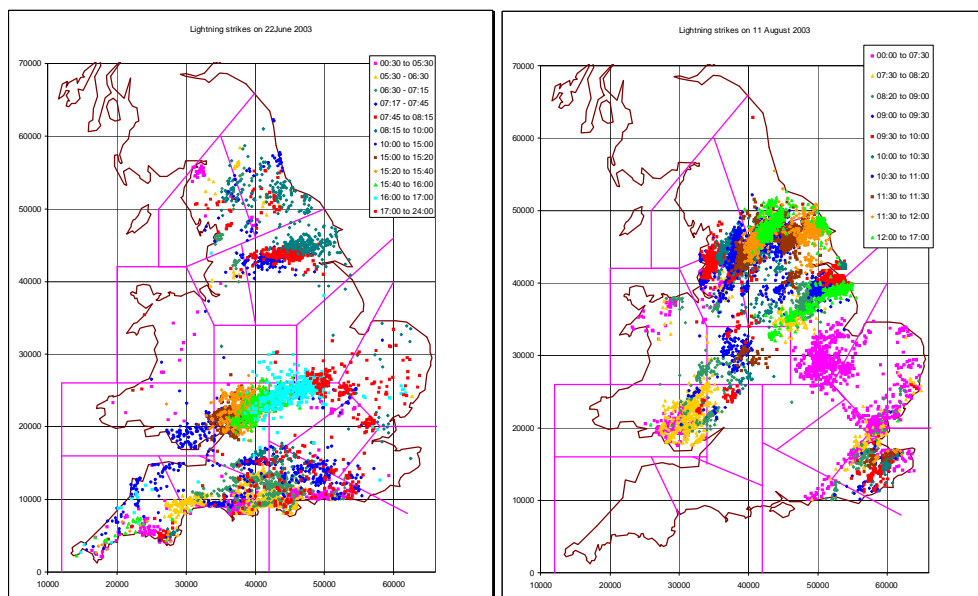 Lightning strikes on 22June 2003
70000
60000
50000
40000
30000
20000
10000
0
10000 20000 30000 40000 50000 60000
00:30 to 05:30
05:30 - 06:30
06:30 - 07:15
07:17 - 07:45
07:45 to 08:15
08:15 to 10:00
10:00 to 15:00
15:00 to 15:20
15:20 to 15:40
15:40 to 16:00
16:00 to 17:00
17:00 to 24:00
Lightning strikes on 11 August 2003
70000
60000
50000
40000
30000
20000
10000
0
10000 20000 30000 40000 50000 60000
00:00 to 07:30
07:30 to 08:20
08:20 to 09:00
09:00 to 09:30
09:30 to 10:00
10:00 to 10:30
10:30 to 11:00
11:30 to 11:30
11:30 to 12:00
12:00 to 17:00